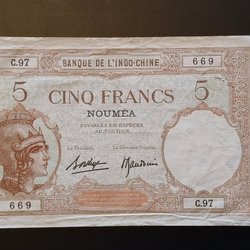 C.97 BANQUE DE L'INDO-CHINE 669
5 CINQ FRANCS 5
NOUMÉA
PAYABLES EN ESPÈCES
AU PORTEUR
Le Président, Le Directeur Général,
669 C.97